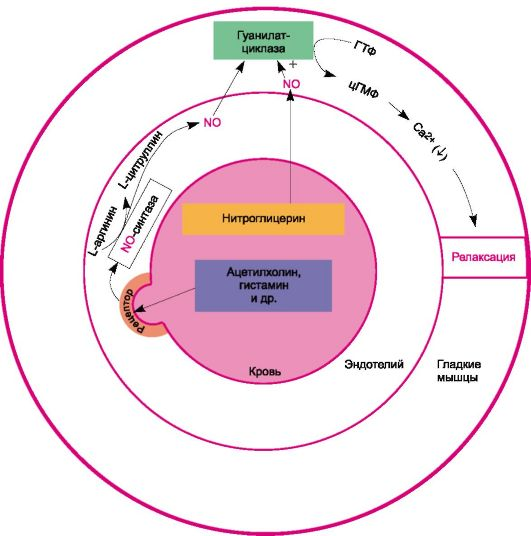 Гуанилат-
циклаза
+
ГТФ
NO
цГМФ
Ca2+ (↓)
NO
L-цитруллин
L-аргинин
NO-синтаза
Нитроглицерин
Релаксация
Ацетилхолин,
гистамин
и др.
Рецептор
Эндотелий
Гладкие
мышцы
Кровь